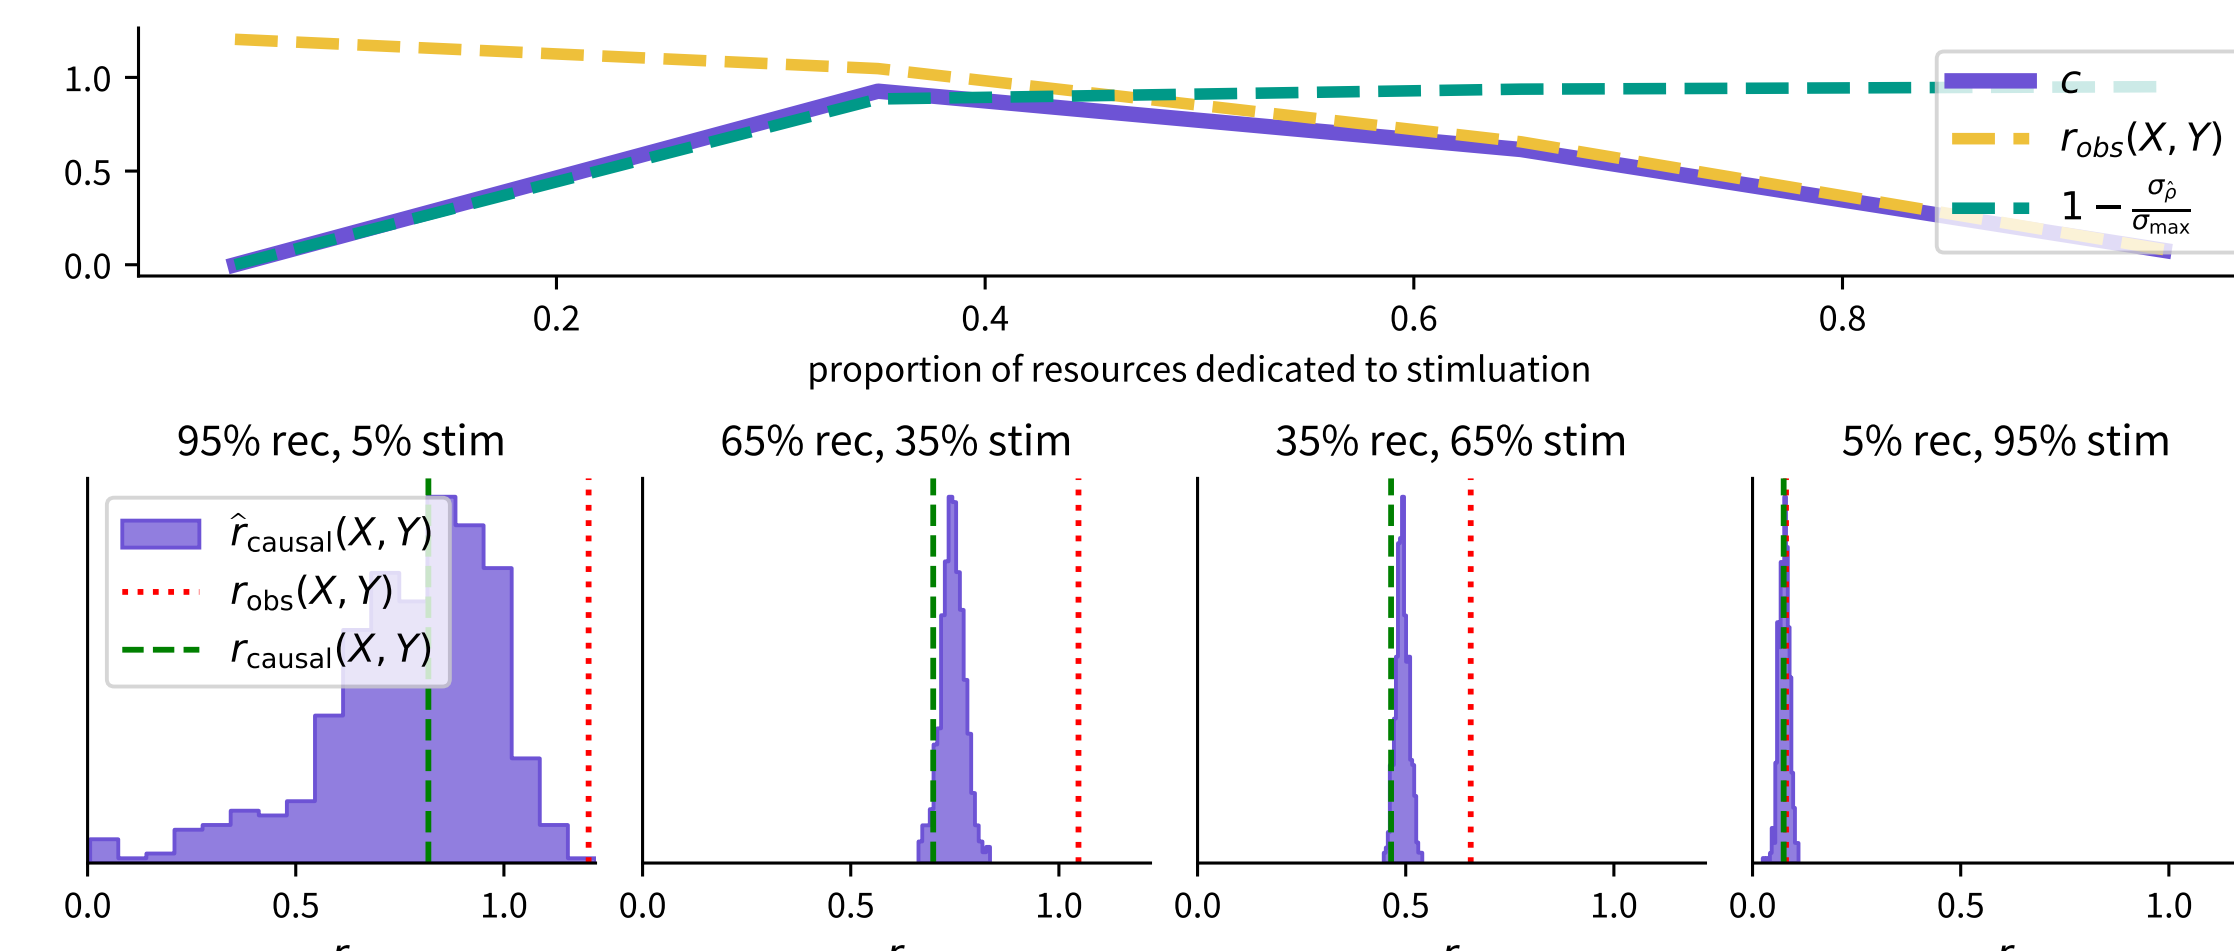 1.0
0.5
0.0
c
r_obs(X, Y)
1 − σ_ρ̂/σ_max
0.2 0.4 0.6 0.8
proportion of resources dedicated to stimluation
95% rec, 5% stim
65% rec, 35% stim
35% rec, 65% stim
5% rec, 95% stim
r̂_causal(X, Y)
r_obs(X, Y)
r_causal(X, Y)
0.0 0.5 1.0
0.0 0.5 1.0
0.0 0.5 1.0
0.0 0.5 1.0
r r r r